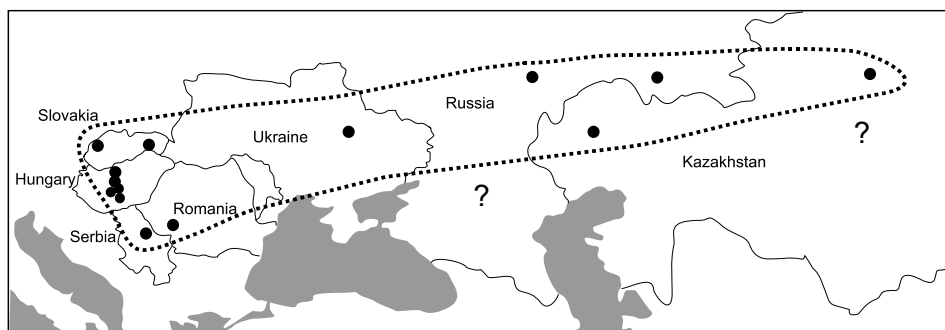 Slovakia
Russia
Ukraine
?
Kazakhstan
Hungary
?
Romania
Serbia